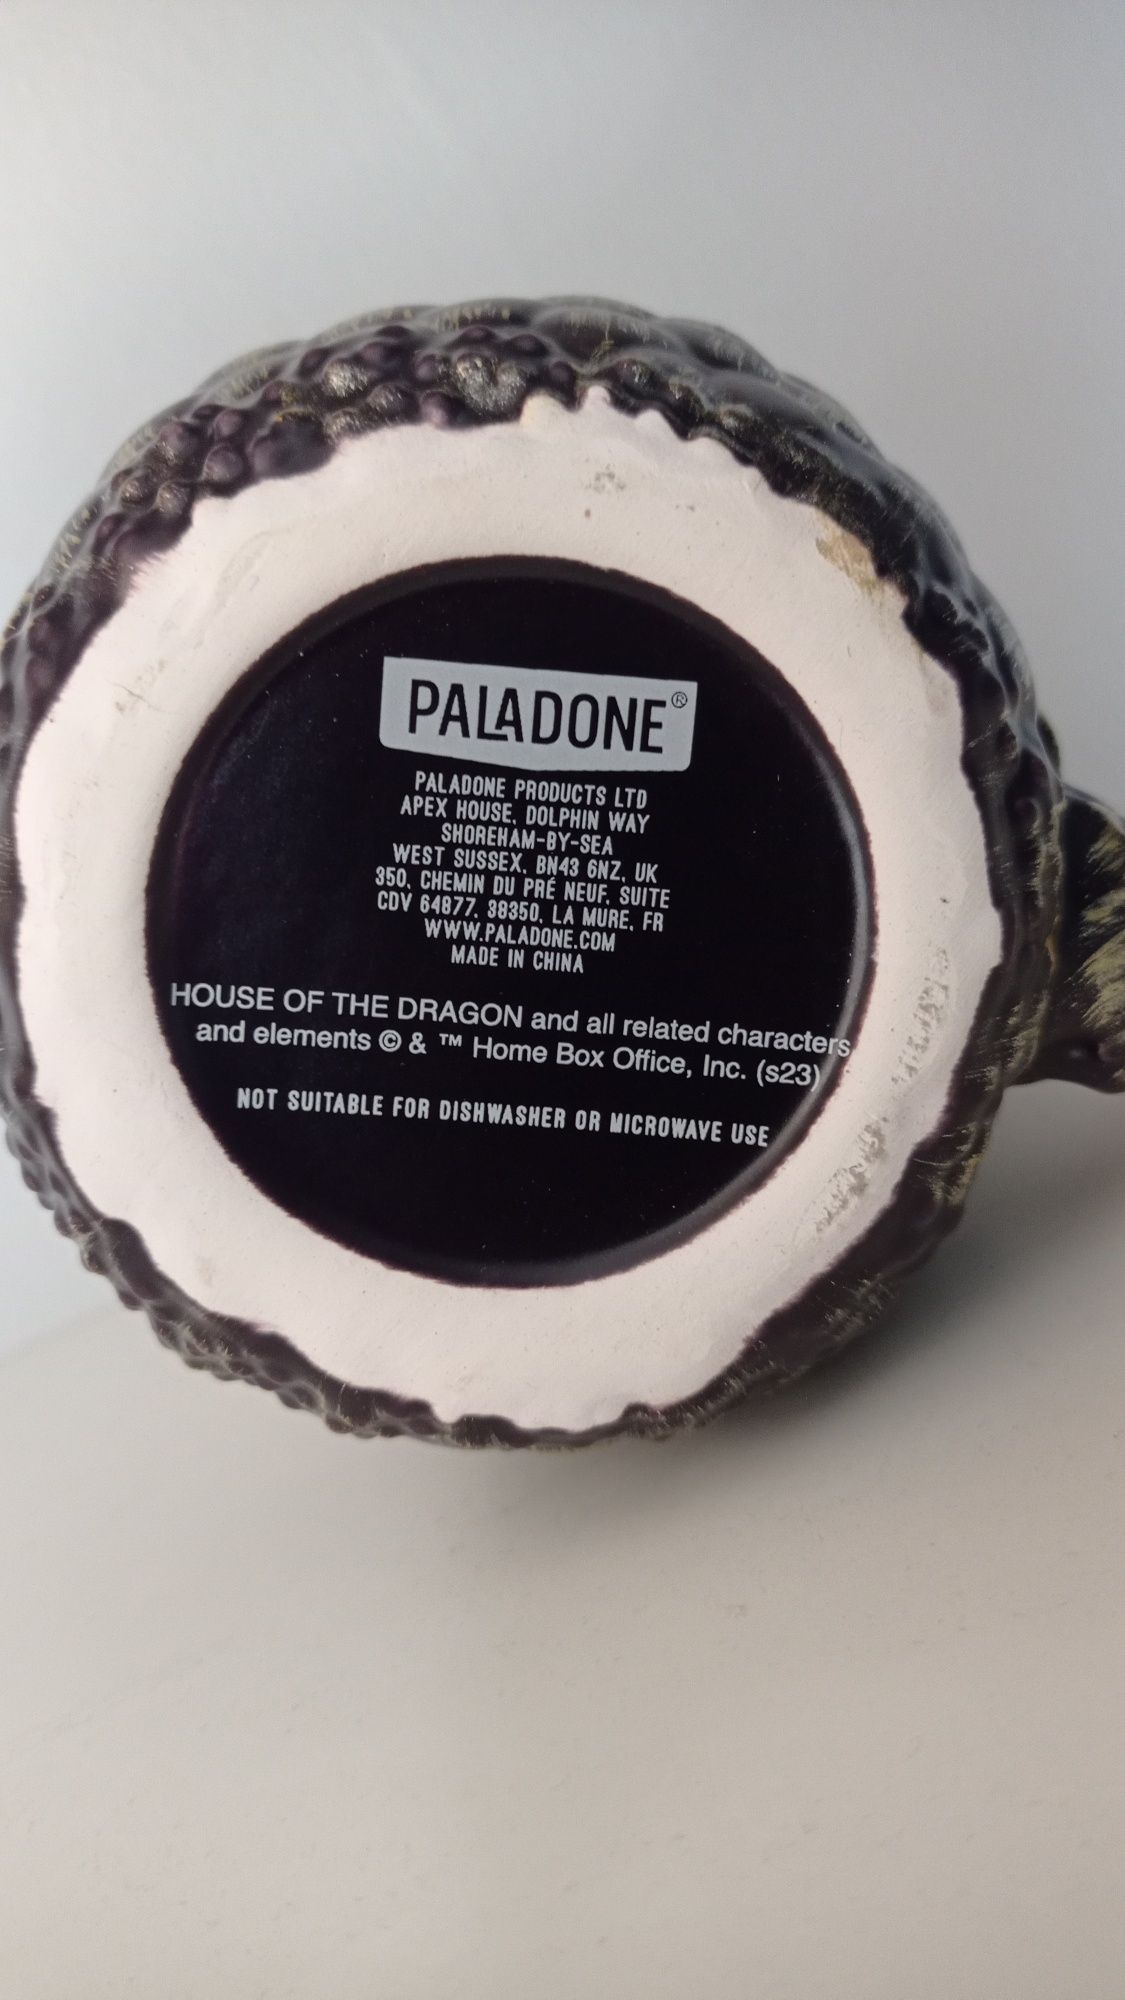 PALADONE®
PALADONE PRODUCTS LTD
APEX HOUSE, DOLPHIN WAY
SHOREHAM-BY-SEA
WEST SUSSEX, BN43 6NZ, UK
350, CHEMIN DU PRÉ NEUF, SUITE
CDV 64877, 38350, LA MURE, FR
WWW.PALADONE.COM
MADE IN CHINA
HOUSE OF THE DRAGON and all related characters
and elements © & ™ Home Box Office, Inc. (s23)
NOT SUITABLE FOR DISHWASHER OR MICROWAVE USE